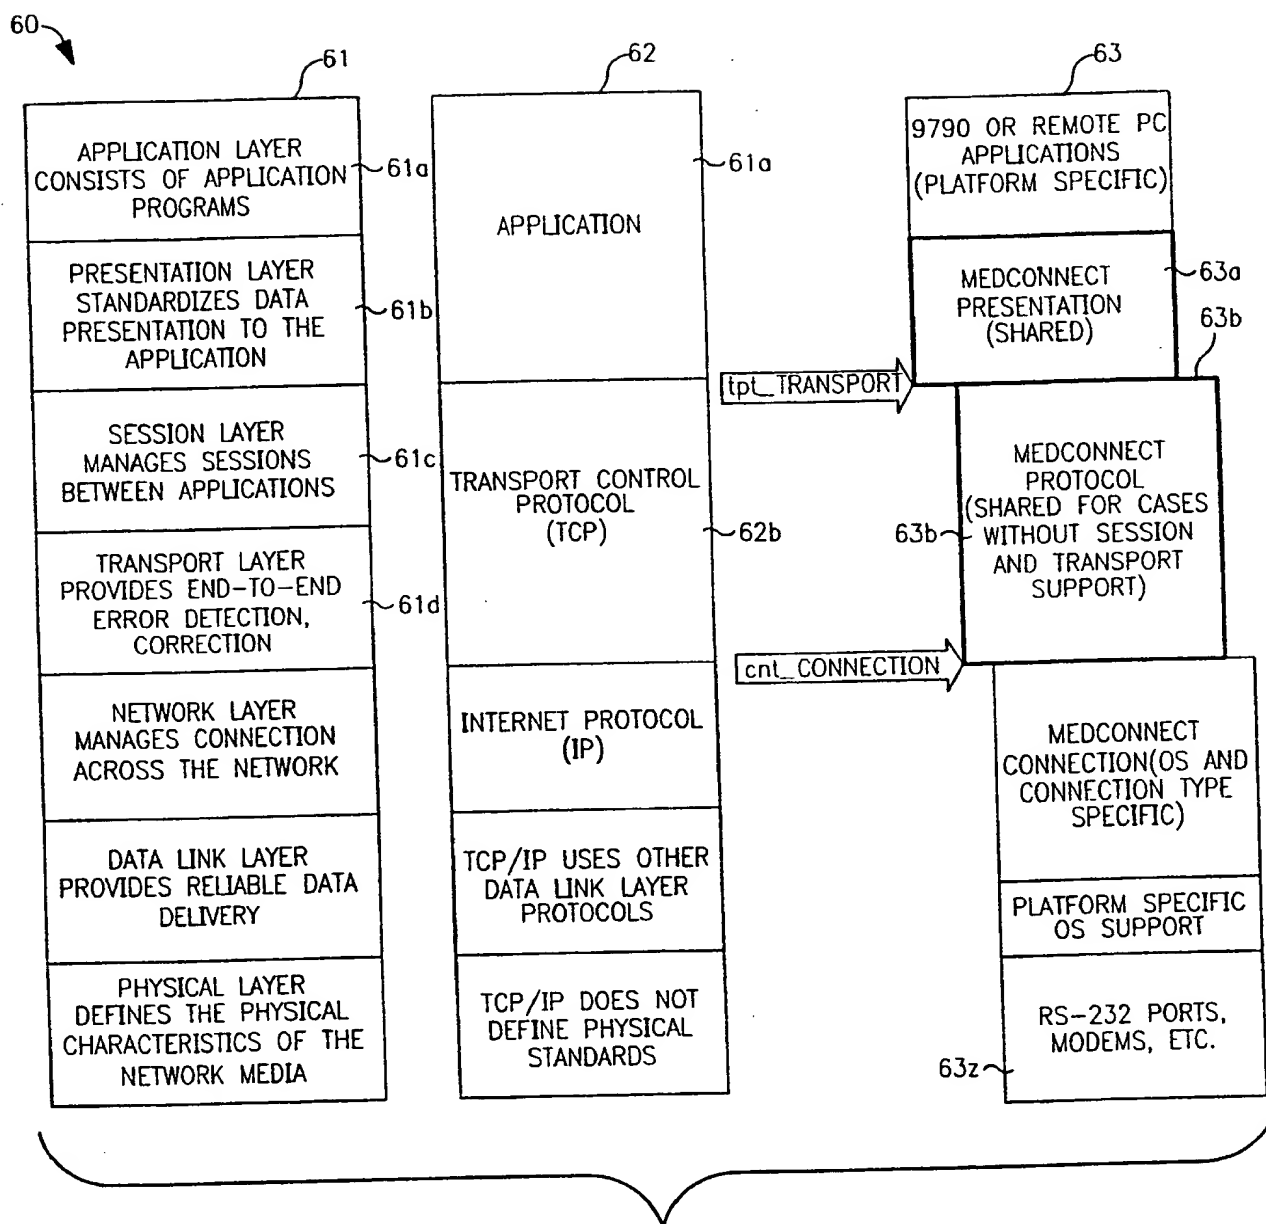 60
61
APPLICATION LAYER
CONSISTS OF APPLICATION
PROGRAMS
61a
PRESENTATION LAYER
STANDARDIZES DATA
PRESENTATION TO THE
APPLICATION
61b
SESSION LAYER
MANAGES SESSIONS
BETWEEN APPLICATIONS
61c
TRANSPORT LAYER
PROVIDES END-TO-END
ERROR DETECTION,
CORRECTION
61d
NETWORK LAYER
MANAGES CONNECTION
ACROSS THE NETWORK
DATA LINK LAYER
PROVIDES RELIABLE DATA
DELIVERY
PHYSICAL LAYER
DEFINES THE PHYSICAL
CHARACTERISTICS OF THE
NETWORK MEDIA
62
61a
APPLICATION
TRANSPORT CONTROL
PROTOCOL
(TCP)
62b
INTERNET PROTOCOL
(IP)
TCP/IP USES OTHER
DATA LINK LAYER
PROTOCOLS
TCP/IP DOES NOT
DEFINE PHYSICAL
STANDARDS
tpt_TRANSPORT
cnt_CONNECTION
63
9790 OR REMOTE PC
APPLICATIONS
(PLATFORM SPECIFIC)
MEDCONNECT
PRESENTATION
(SHARED)
63a
63b
MEDCONNECT
PROTOCOL
(SHARED FOR CASES
WITHOUT SESSION
AND TRANSPORT
SUPPORT)
63b
MEDCONNECT
CONNECTION(OS AND
CONNECTION TYPE
SPECIFIC)
PLATFORM SPECIFIC
OS SUPPORT
RS-232 PORTS,
MODEMS, ETC.
63z